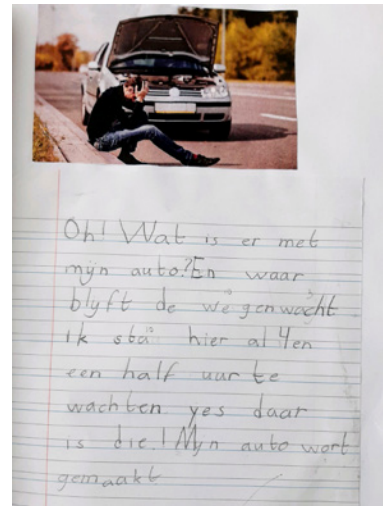 Oh! Wat is er met
mijn auto? En waar
blijft de wegenwacht
ik sta hier al 4en
een half uur te
wachten. yes daar
is die.! Mijn auto wort
gemaakt.